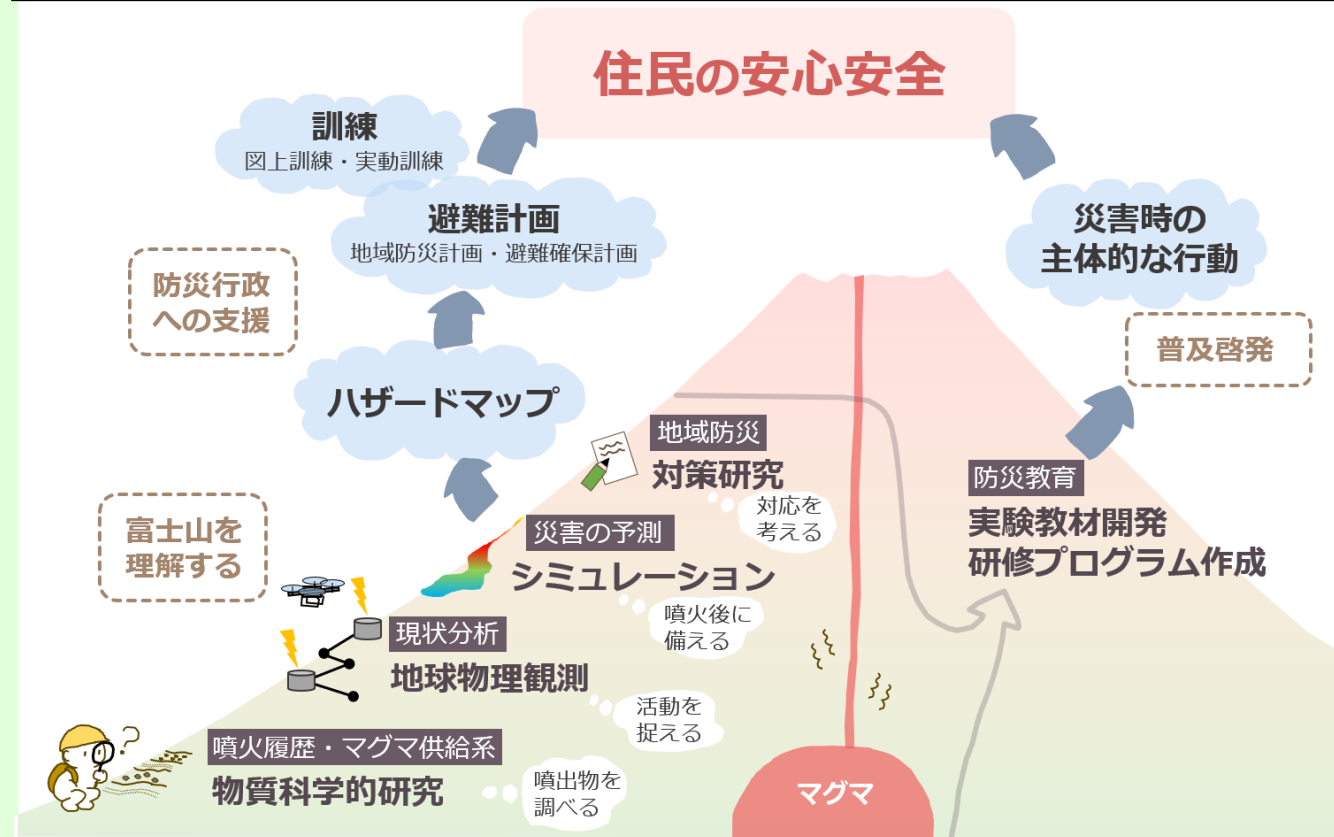 住民の安心安全
訓練
図上訓練・実動訓練
避難計画
地域防災計画・避難確保計画
災害時の
主体的な行動
防災行政
への支援
普及啓発
ハザードマップ
地域防災
対策研究
対応を
考える
防災教育
実験教材開発
研修プログラム作成
富士山を
理解する
災害の予測
シミュレーション
噴火後に
備える
現状分析
地球物理観測
活動を
捉える
噴火履歴・マグマ供給系
物質科学的研究
噴出物を
調べる
マグマ